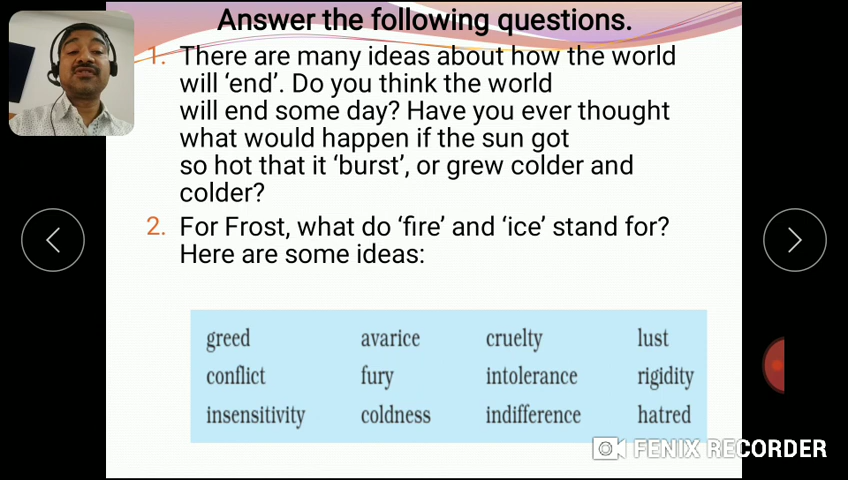 Answer the following questions.
1. There are many ideas about how the world
will ‘end’. Do you think the world
will end some day? Have you ever thought
what would happen if the sun got
so hot that it ‘burst’, or grew colder and
colder?
2. For Frost, what do ‘fire’ and ‘ice’ stand for?
Here are some ideas:
greed avarice cruelty lust
conflict fury intolerance rigidity
insensitivity coldness indifference hatred
FENIX RECORDER